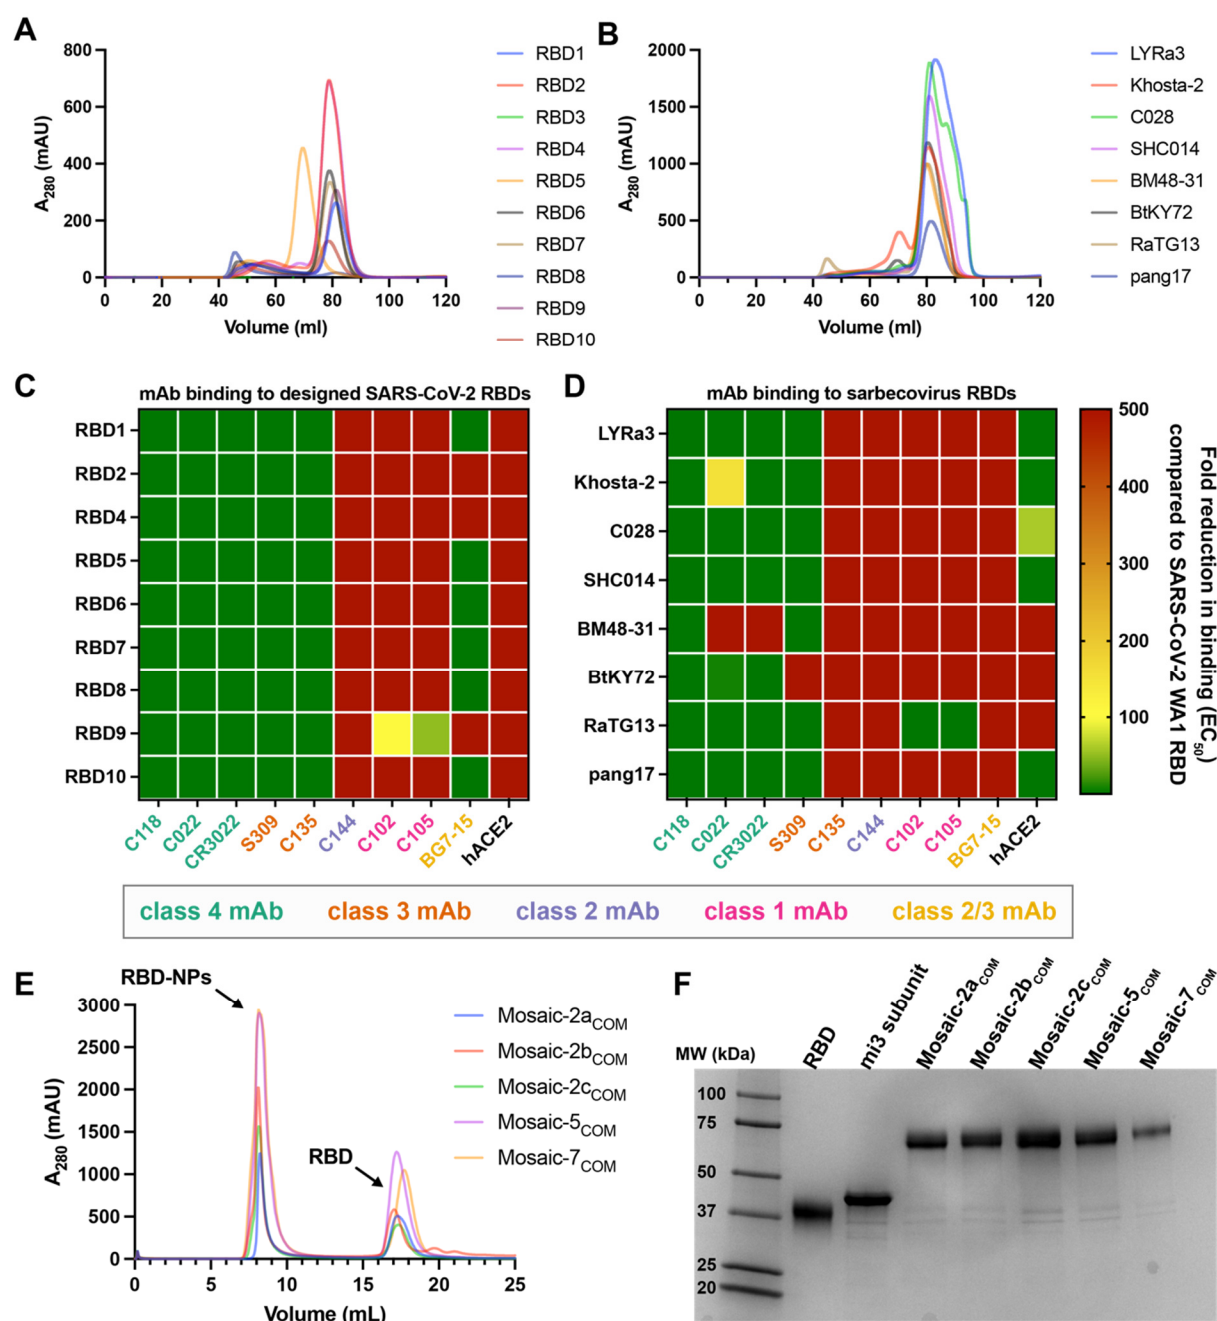 A
800
600
400
200
0
A280 (mAU)
0 20 40 60 80 100 120
Volume (ml)
RBD1
RBD2
RBD3
RBD4
RBD5
RBD6
RBD7
RBD8
RBD9
RBD10
B
2000
1500
1000
500
0
A280 (mAU)
0 20 40 60 80 100 120
Volume (ml)
LYRa3
Khosta-2
C028
SHC014
BM48-31
BtKY72
RaTG13
pang17
C
mAb binding to designed SARS-CoV-2 RBDs
RBD1
RBD2
RBD4
RBD5
RBD6
RBD7
RBD8
RBD9
RBD10
C118 C022 CR3022 S309 C135 C144 C102 C105 BG7-15 hACE2
D
mAb binding to sarbecovirus RBDs
LYRa3
Khosta-2
C028
SHC014
BM48-31
BtKY72
RaTG13
pang17
C118 C022 CR3022 S309 C135 C144 C102 C105 BG7-15 hACE2
500
400
300
200
100
Fold reduction in binding (EC50)
compared to SARS-CoV-2 WA1 RBD
class 4 mAb class 3 mAb class 2 mAb class 1 mAb class 2/3 mAb
E
RBD-NPs
RBD
3000
2500
2000
1500
1000
500
0
A280 (mAU)
0 5 10 15 20 25
Volume (mL)
Mosaic-2aCOM
Mosaic-2bCOM
Mosaic-2cCOM
Mosaic-5COM
Mosaic-7COM
F
MW (kDa)
RBD
mi3 subunit
Mosaic-2aCOM
Mosaic-2bCOM
Mosaic-2cCOM
Mosaic-5COM
Mosaic-7COM
100
75
50
37
25
20